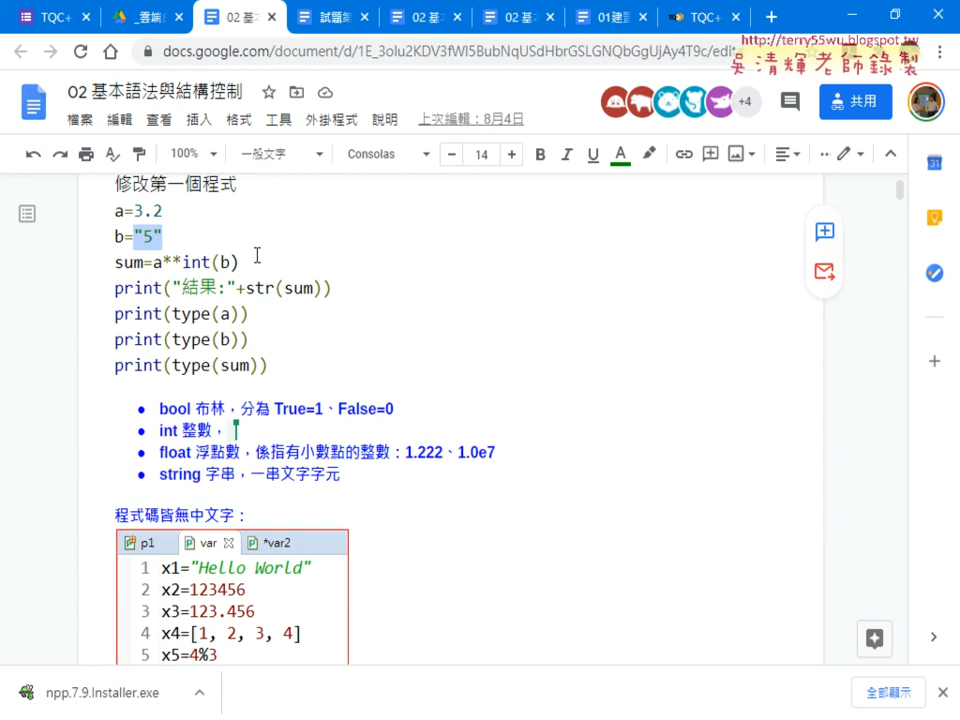 TQC+
_雲端
02 基本
試題
02 基
02 基
01建
TQC+
docs.google.com/document/d/1E_3olu2KDV3fWI5BubNqUSdHbrGSLGNQbGgUjAy4T9c/edi
http://terry55wu.blogspot.tw
吳清輝老師錄製
02 基本語法與結構控制
+4
共用
檔案 編輯 查看 插入 格式 工具 外掛程式 說明 上次編輯：8月4日
100% 一般文字 Consolas 14 B I U A
修改第一個程式
a=3.2
b="5"
sum=a**int(b)
print("結果:"+str(sum))
print(type(a))
print(type(b))
print(type(sum))
● bool 布林，分為 True=1、False=0
● int 整數，
● float 浮點數，係指有小數點的整數：1.222、1.0e7
● string 字串，一串文字字元
程式碼皆無中文字：
p1 var *var2
1 x1="Hello World"
2 x2=123456
3 x3=123.456
4 x4=[1, 2, 3, 4]
5 x5=4%3
31
npp.7.9.Installer.exe
全部顯示